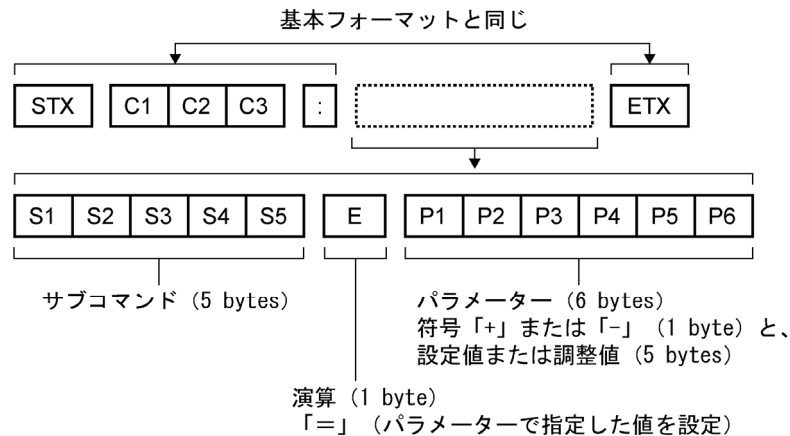 基本フォーマットと同じ
STX C1 C2 C3 : ETX
S1 S2 S3 S4 S5 E P1 P2 P3 P4 P5 P6
サブコマンド（5 bytes）
パラメーター（6 bytes）
符号「+」または「-」（1 byte）と、
設定値または調整値（5 bytes）
演算（1 byte）
「＝」（パラメーターで指定した値を設定）